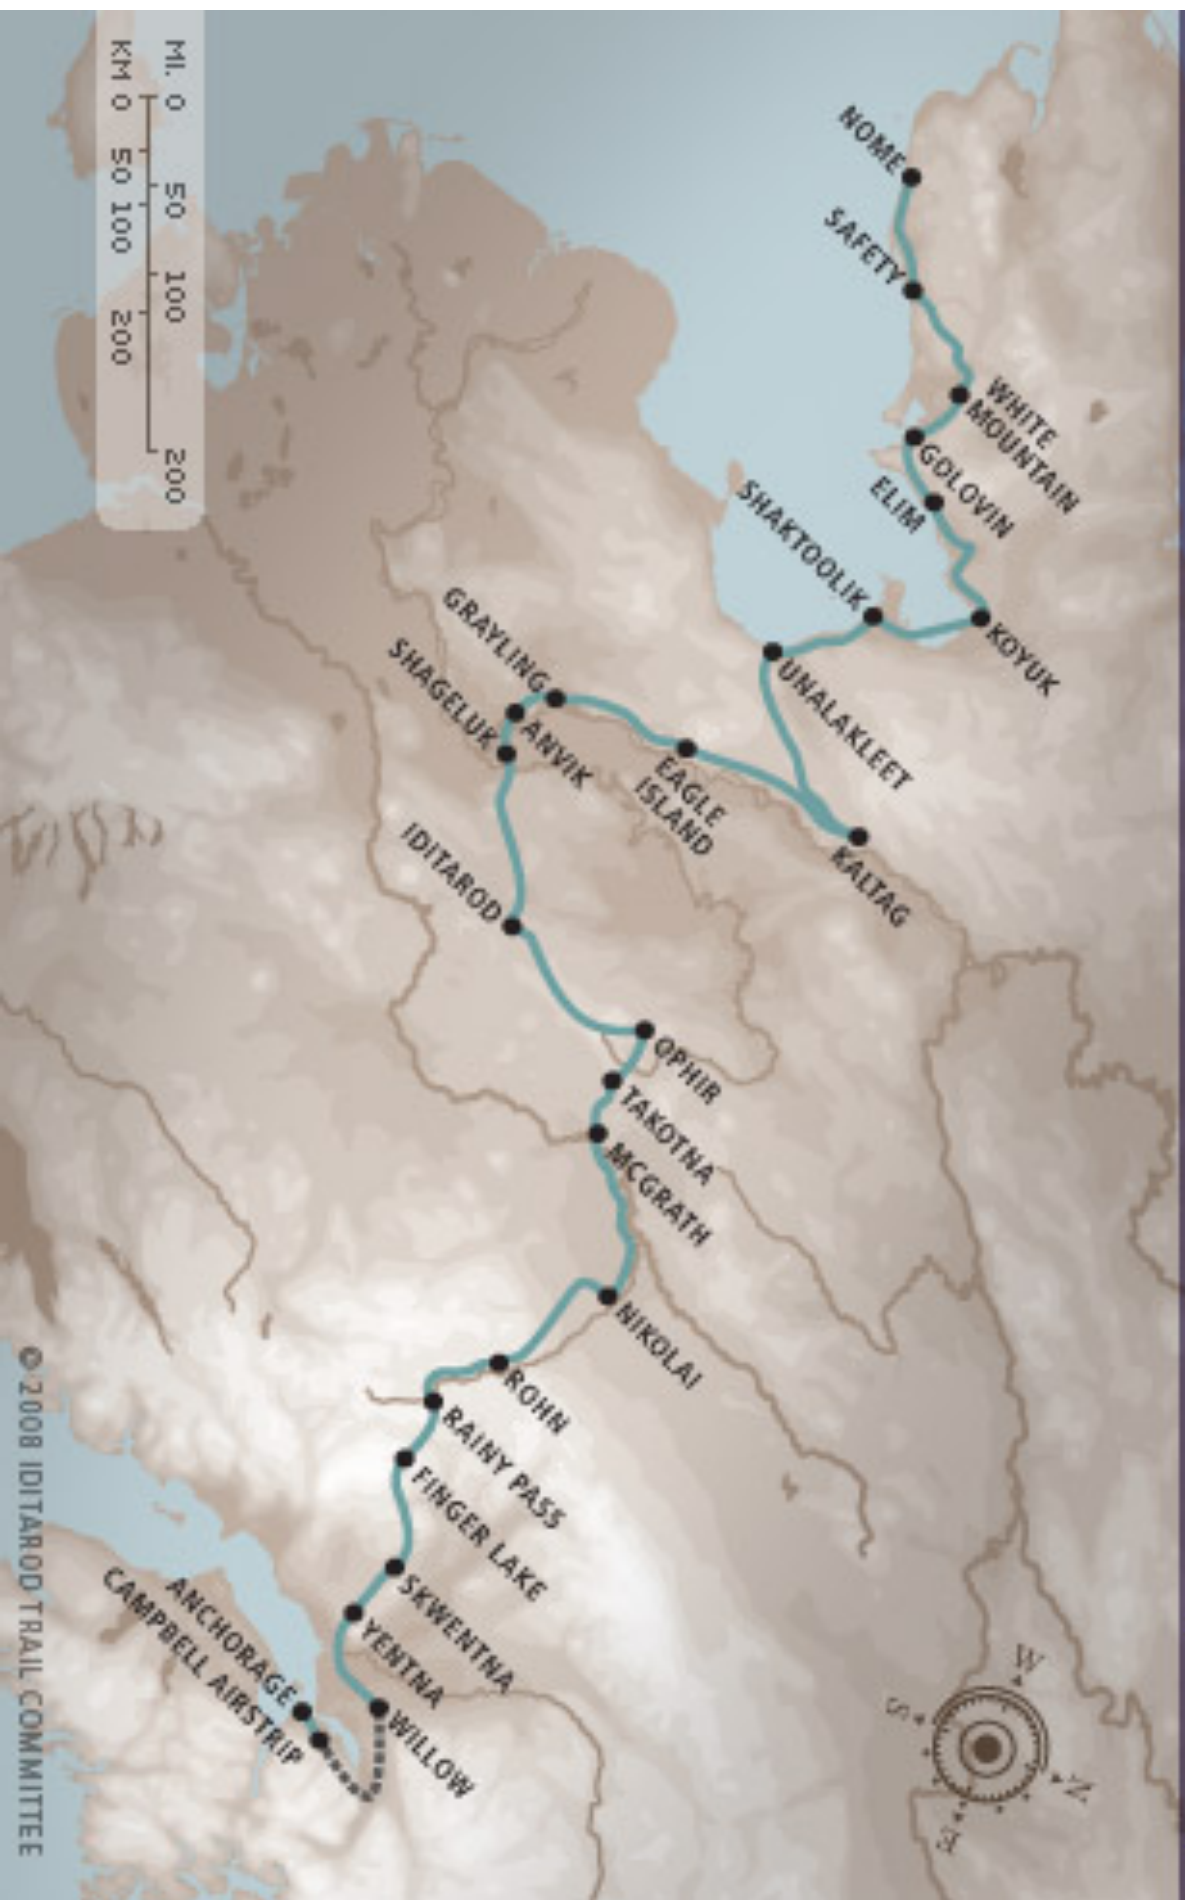 MI. 0 50 100 200
KM 0 50 100 200
NOME
SAFETY
WHITE
MOUNTAIN
GOLOVIN
ELIM
KOYUK
SHAKTOOLIK
UNALAKLEET
KALTAG
EAGLE
ISLAND
GRAYLING
ANVIK
SHAGELUK
IDITAROD
OPHIR
TAKOTNA
MCGRATH
NIKOLAI
ROHN
RAINY PASS
FINGER LAKE
SKWENTNA
YENTNA
WILLOW
ANCHORAGE
CAMPBELL AIRSTRIP
W
N
S
E
©2008 IDITAROD TRAIL COMMITTEE